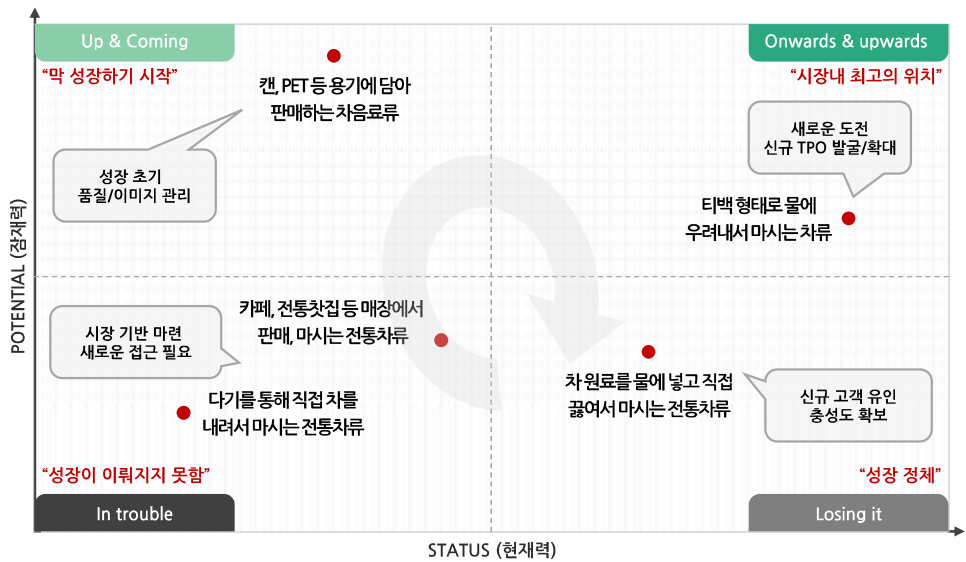 Up & Coming
“막 성장하기 시작”
캔, PET 등 용기에 담아
판매하는 차음료류
성장 초기
품질/이미지 관리
Onwards & upwards
“시장내 최고의 위치”
새로운 도전
신규 TPO 발굴/확대
티백 형태로 물에
우려내서 마시는 차류
POTENTIAL (잠재력)
카페, 전통찻집 등 매장에서
판매, 마시는 전통차류
시장 기반 마련
새로운 접근 필요
다기를 통해 직접 차를
내려서 마시는 전통차류
“성장이 이뤄지지 못함”
In trouble
차 원료를 물에 넣고 직접
끓여서 마시는 전통차류
신규 고객 유인
충성도 확보
“성장 정체”
Losing it
STATUS (현재력)